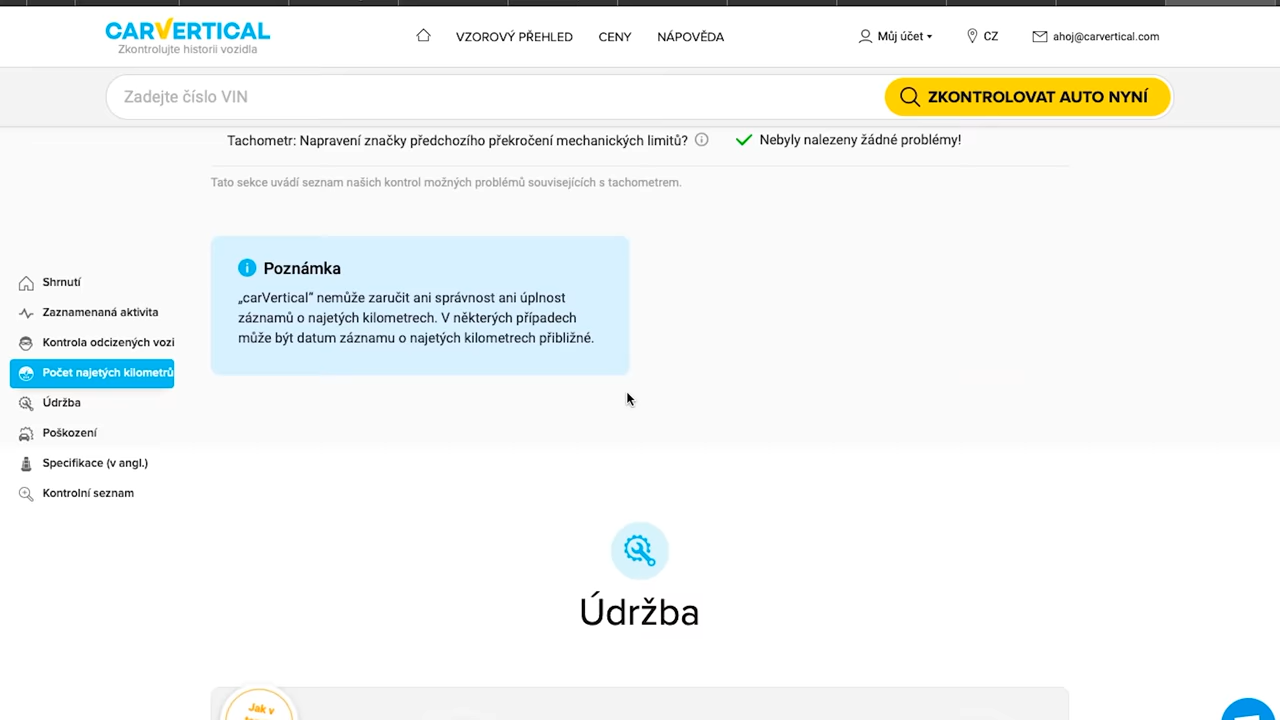 CARVERTICAL
Zkontrolujte historii vozidla
VZOROVÝ PŘEHLED
CENY
NÁPOVĚDA
Můj účet
CZ
ahoj@carvertical.com
Zadejte číslo VIN
ZKONTROLOVAT AUTO NYNÍ
Tachometr: Napravení značky předchozího překročení mechanických limitů?
Nebyly nalezeny žádné problémy!
Tato sekce uvádí seznam našich kontrol možných problémů souvisejících s tachometrem.
Shrnutí
Zaznamenaná aktivita
Kontrola odcizených vozi
Počet najetých kilometrů
Údržba
Poškození
Specifikace (v angl.)
Kontrolní seznam
Poznámka
„carVertical“ nemůže zaručit ani správnost ani úplnost
záznamů o najetých kilometrech. V některých případech
může být datum záznamu o najetých kilometrech přibližné.
Údržba
Jak v